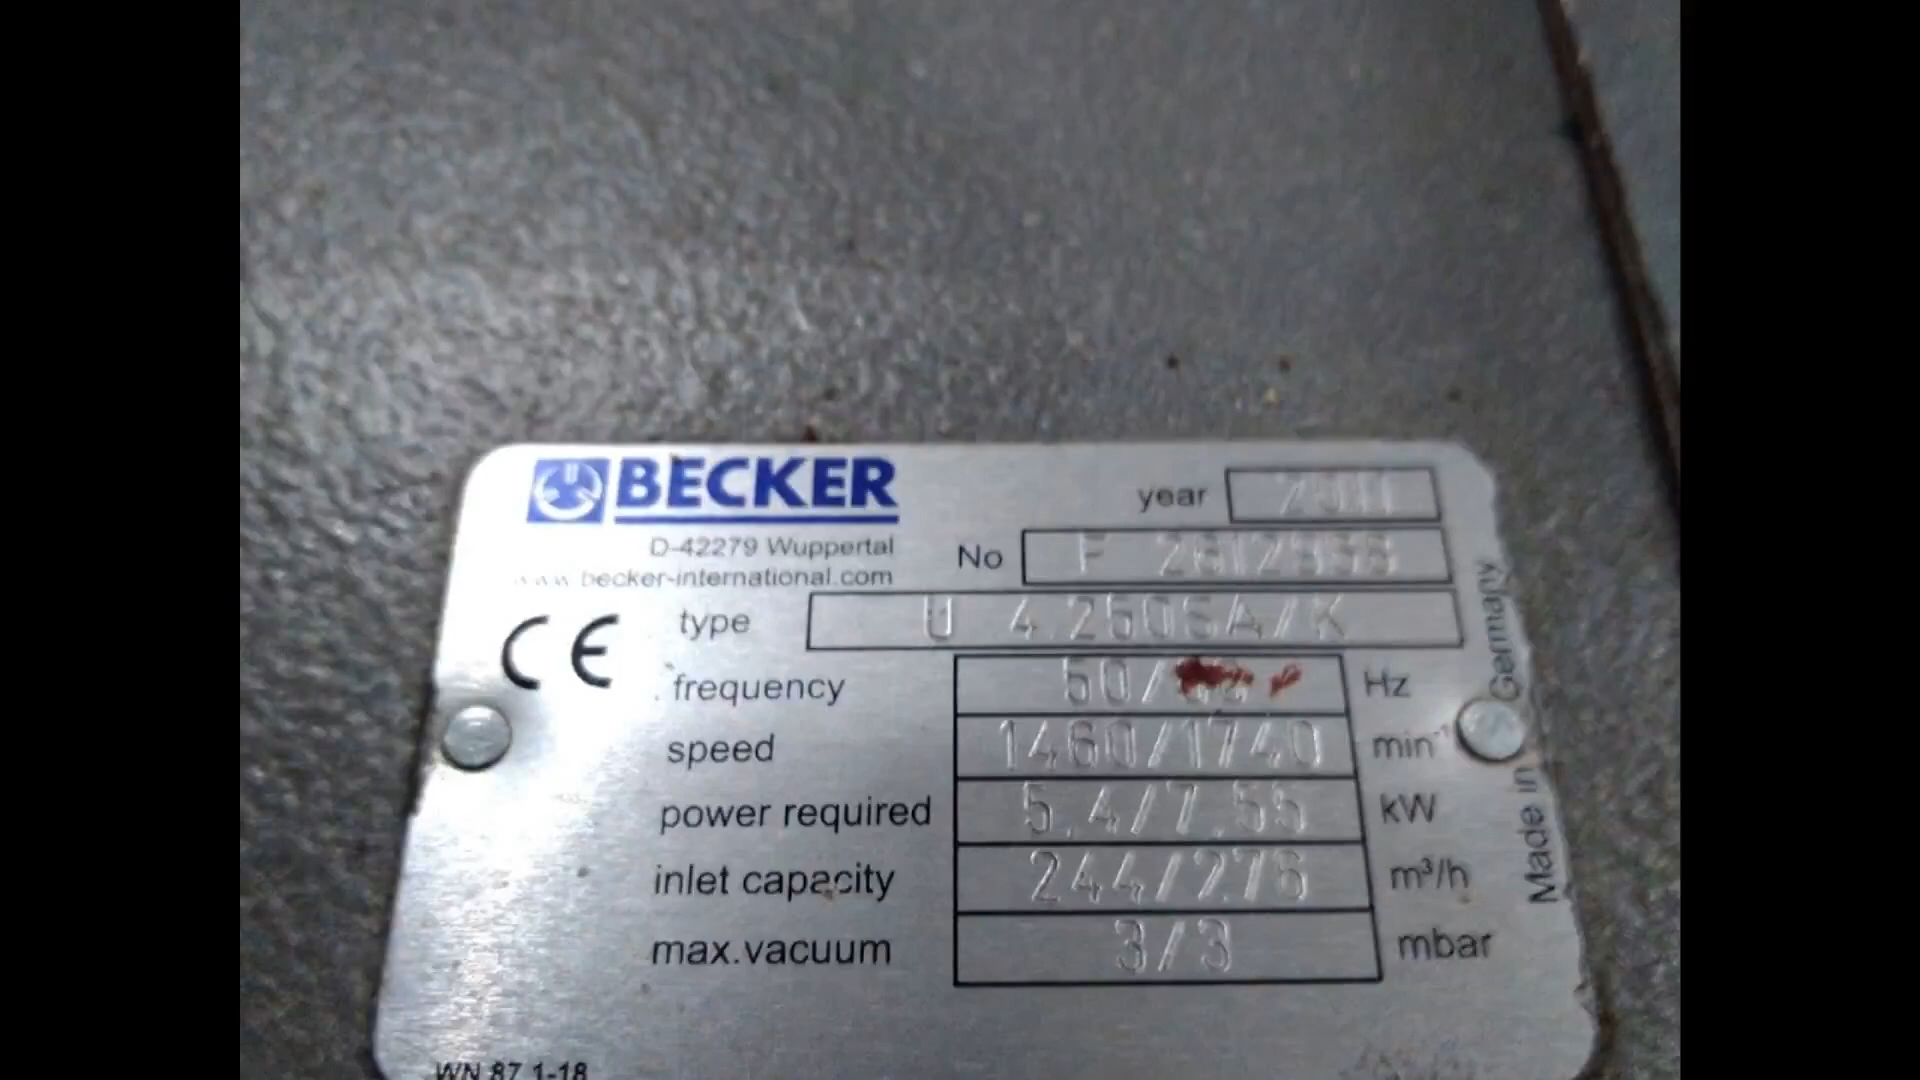 BECKER
D-42279 Wuppertal
becker-international.com
year
No F
type U 4.250SA/K
frequency 50/ Hz
speed 1460/1740 min⁻¹
power required 5.4/7.55 kW
inlet capacity 244/276 m³/h
max.vacuum 3/3 mbar
CE
Made in Germany
WN 87 1-18